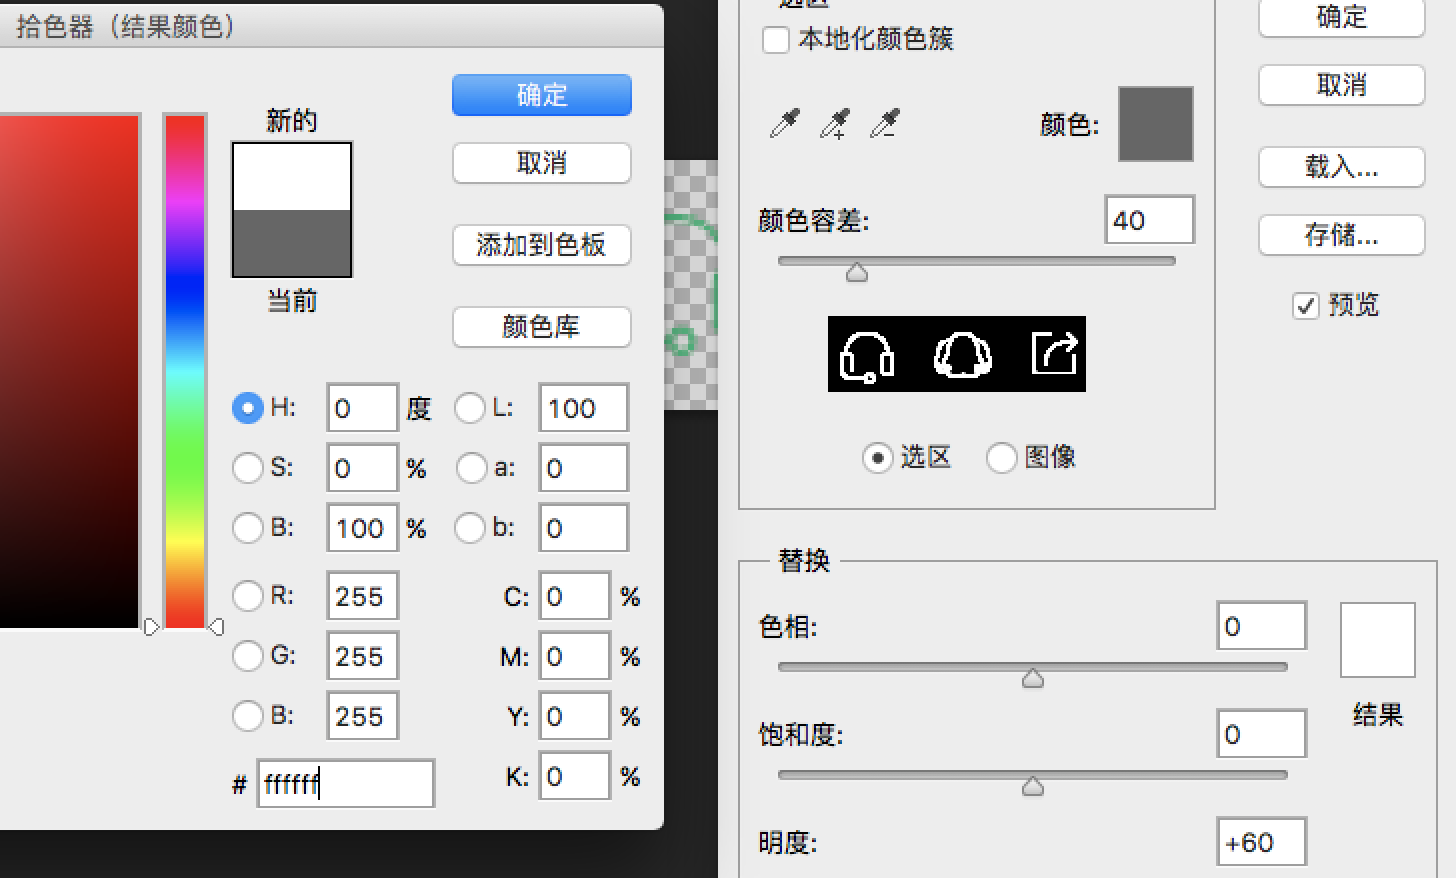 拾色器（结果颜色）
新的
当前
确定
取消
添加到色板
颜色库
H: 0 度
S: 0 %
B: 100 %
R: 255
G: 255
B: 255
# ffffff
L: 100
a: 0
b: 0
C: 0 %
M: 0 %
Y: 0 %
K: 0 %
选区
本地化颜色簇
颜色:
颜色容差: 40
选区 图像
确定
取消
载入...
存储...
预览
替换
色相: 0
饱和度: 0
明度: +60
结果